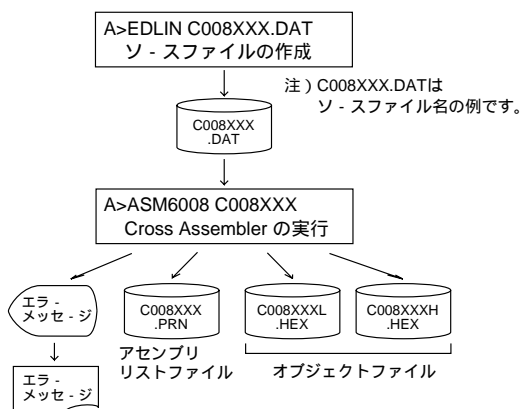 A>EDLIN C008XXX.DAT
ソ - スファイルの作成
注 ) C008XXX.DATは
ソ - スファイル名の例です。
C008XXX
.DAT
A>ASM6008 C008XXX
Cross Assembler の実行
エラ -
メッセ - ジ
C008XXX
.PRN
C008XXXL
.HEX
C008XXXH
.HEX
アセンブリ
リストファイル
オブジェクトファイル
エラ -
メッセ - ジ